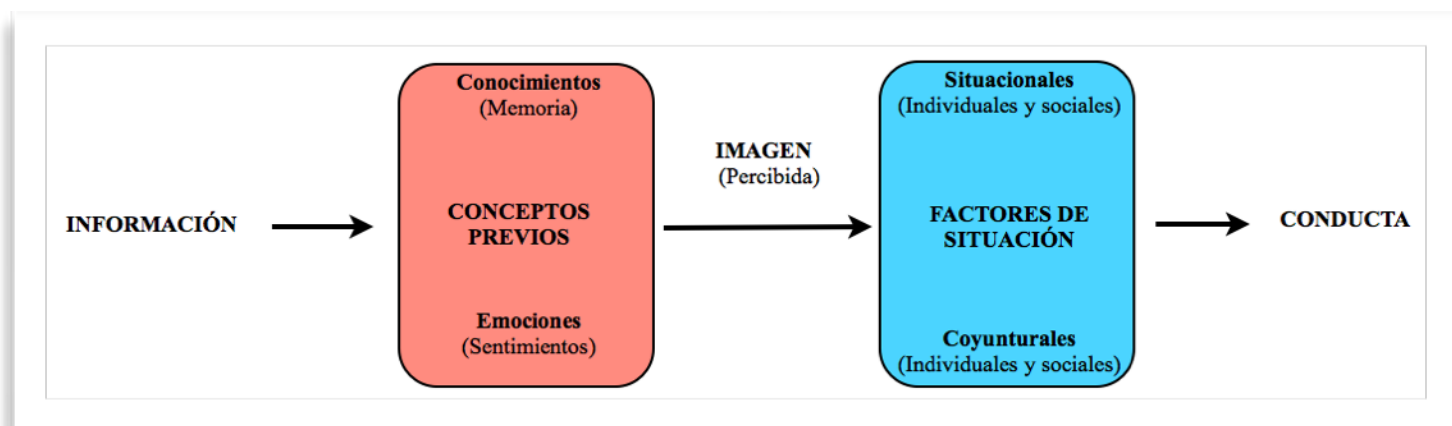 INFORMACIÓN
Conocimientos
(Memoria)
CONCEPTOS
PREVIOS
Emociones
(Sentimientos)
IMAGEN
(Percibida)
Situacionales
(Individuales y sociales)
FACTORES DE
SITUACIÓN
Coyunturales
(Individuales y sociales)
CONDUCTA